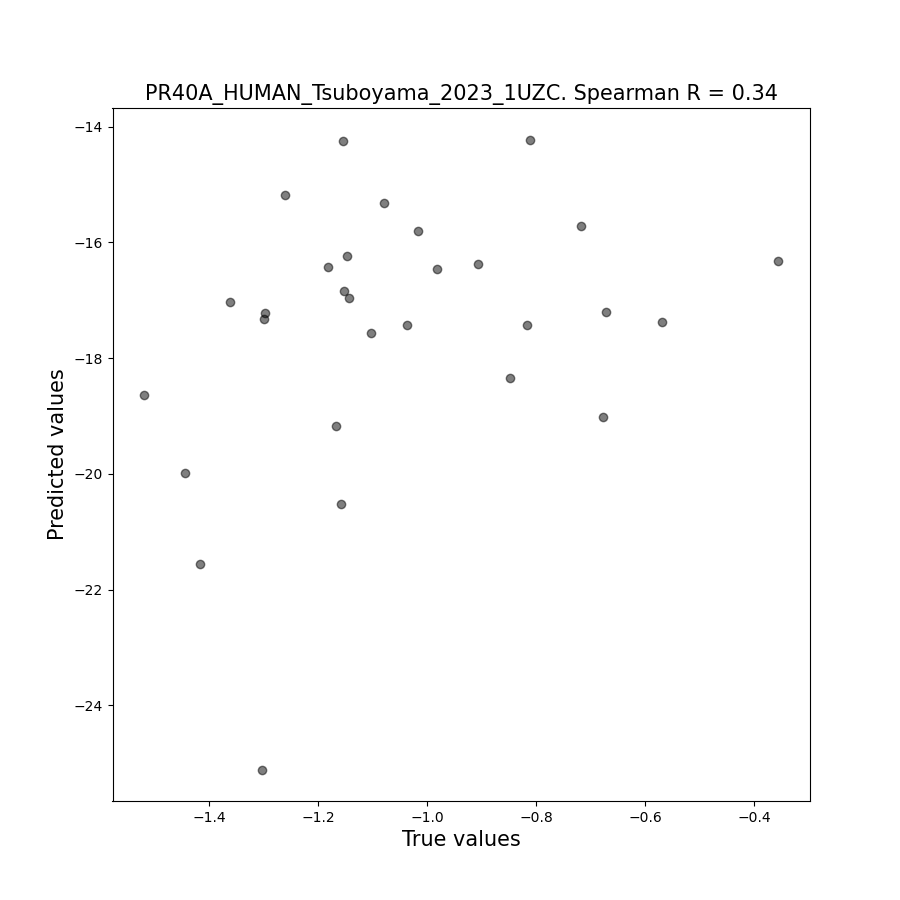 PR40A_HUMAN_Tsuboyama_2023_1UZC. Spearman R = 0.34
−14
−16
−18
−20
−22
−24
Predicted values
−1.4 −1.2 −1.0 −0.8 −0.6 −0.4
True values